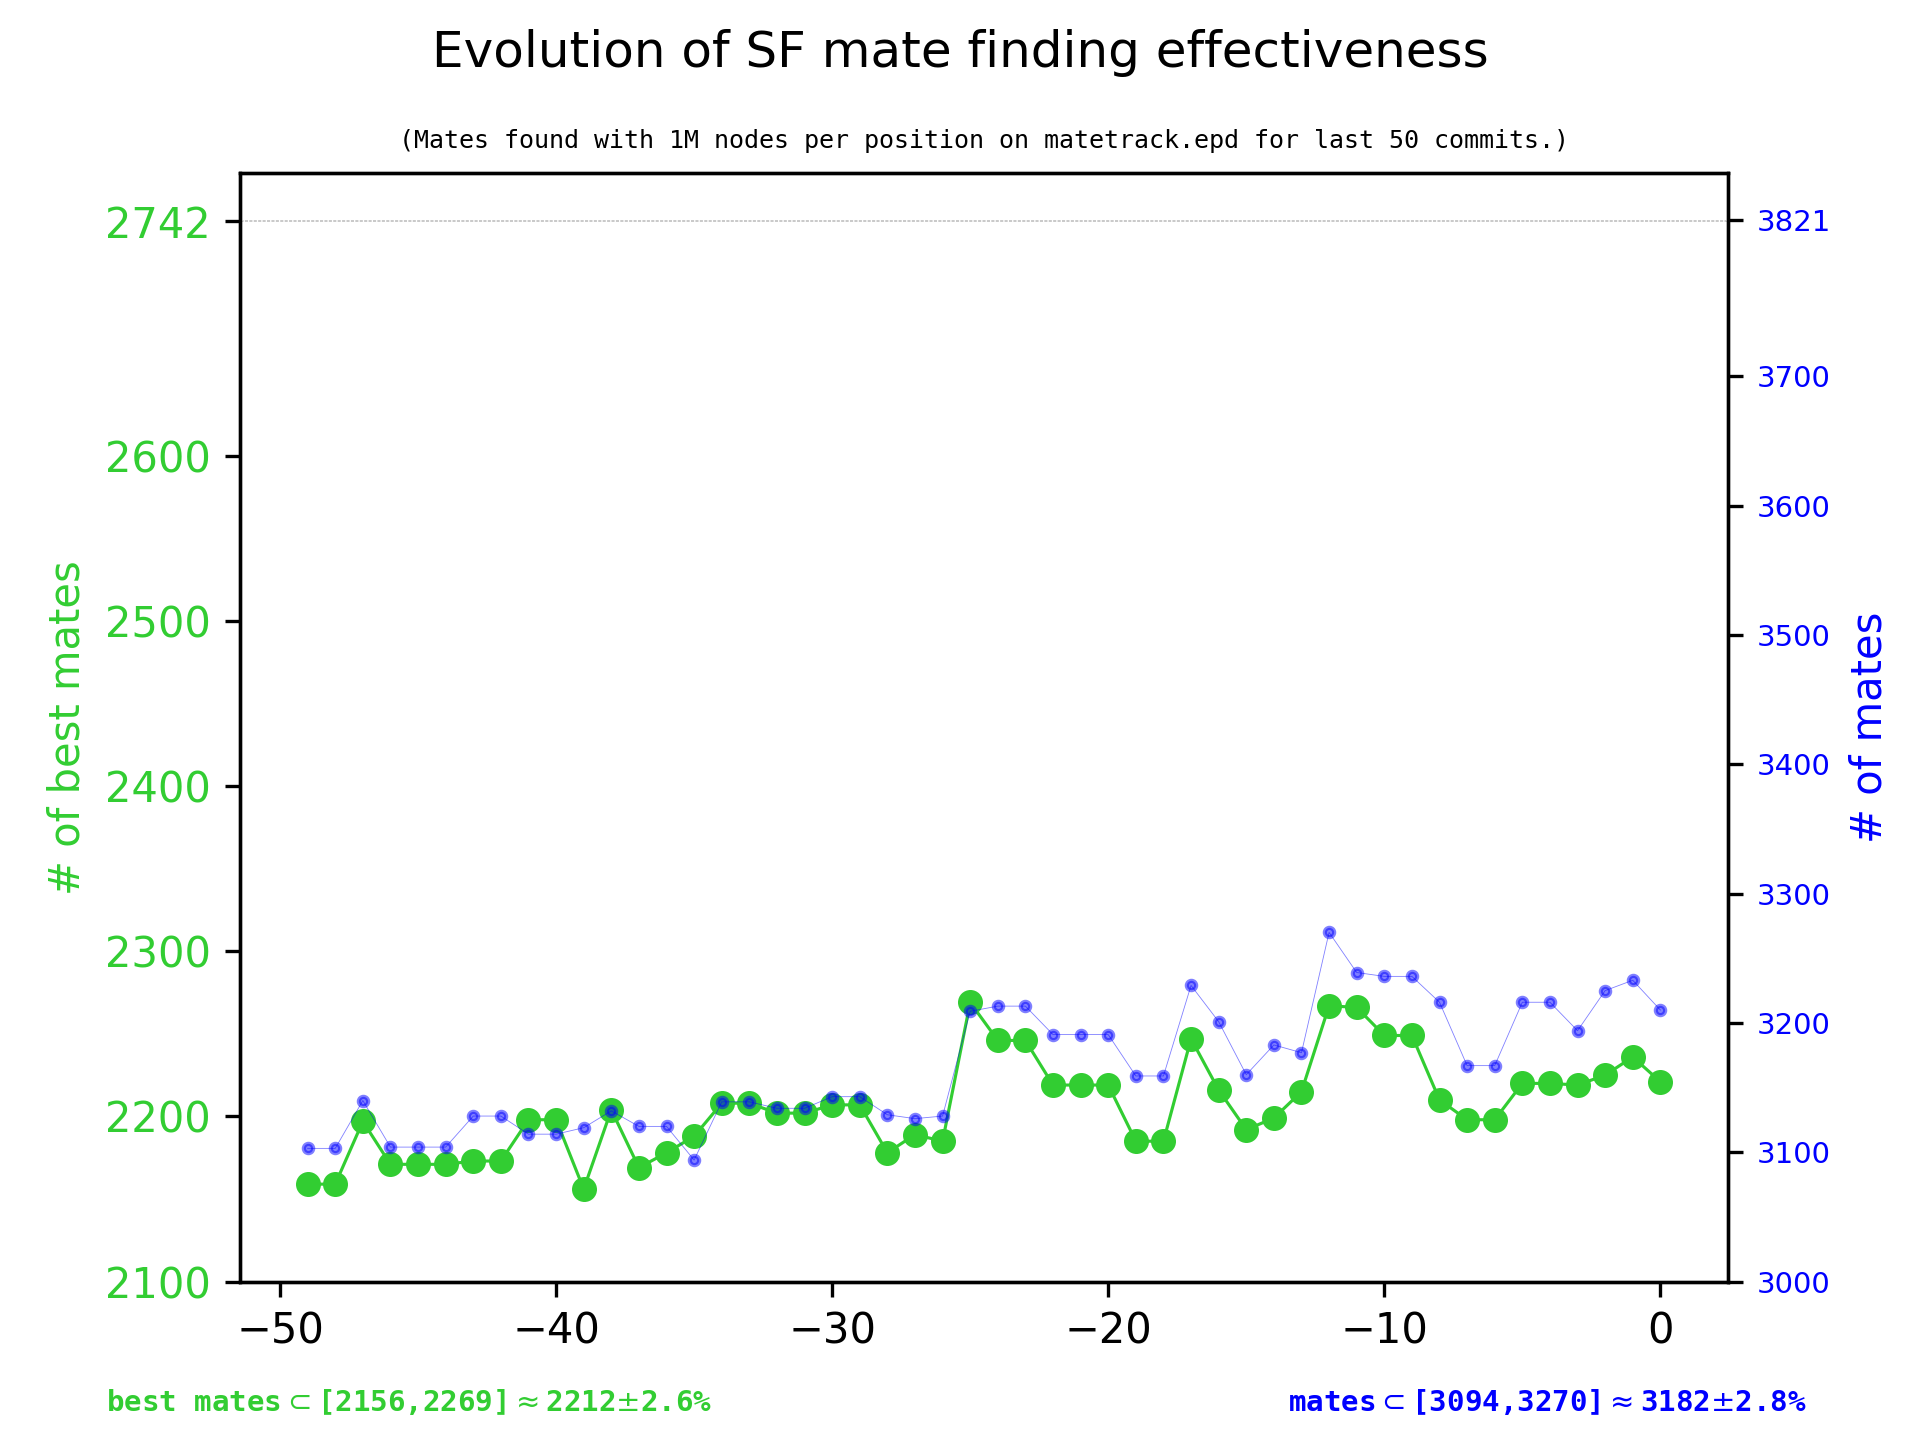 Evolution of SF mate finding effectiveness
(Mates found with 1M nodes per position on matetrack.epd for last 50 commits.)
# of best mates
2742
2600
2500
2400
2300
2200
2100
3821
3700
3600
3500
3400
3300
3200
3100
3000
# of mates
−50 −40 −30 −20 −10 0
best mates ⊂ [2156,2269] ≈ 2212±2.6%
mates ⊂ [3094,3270] ≈ 3182±2.8%